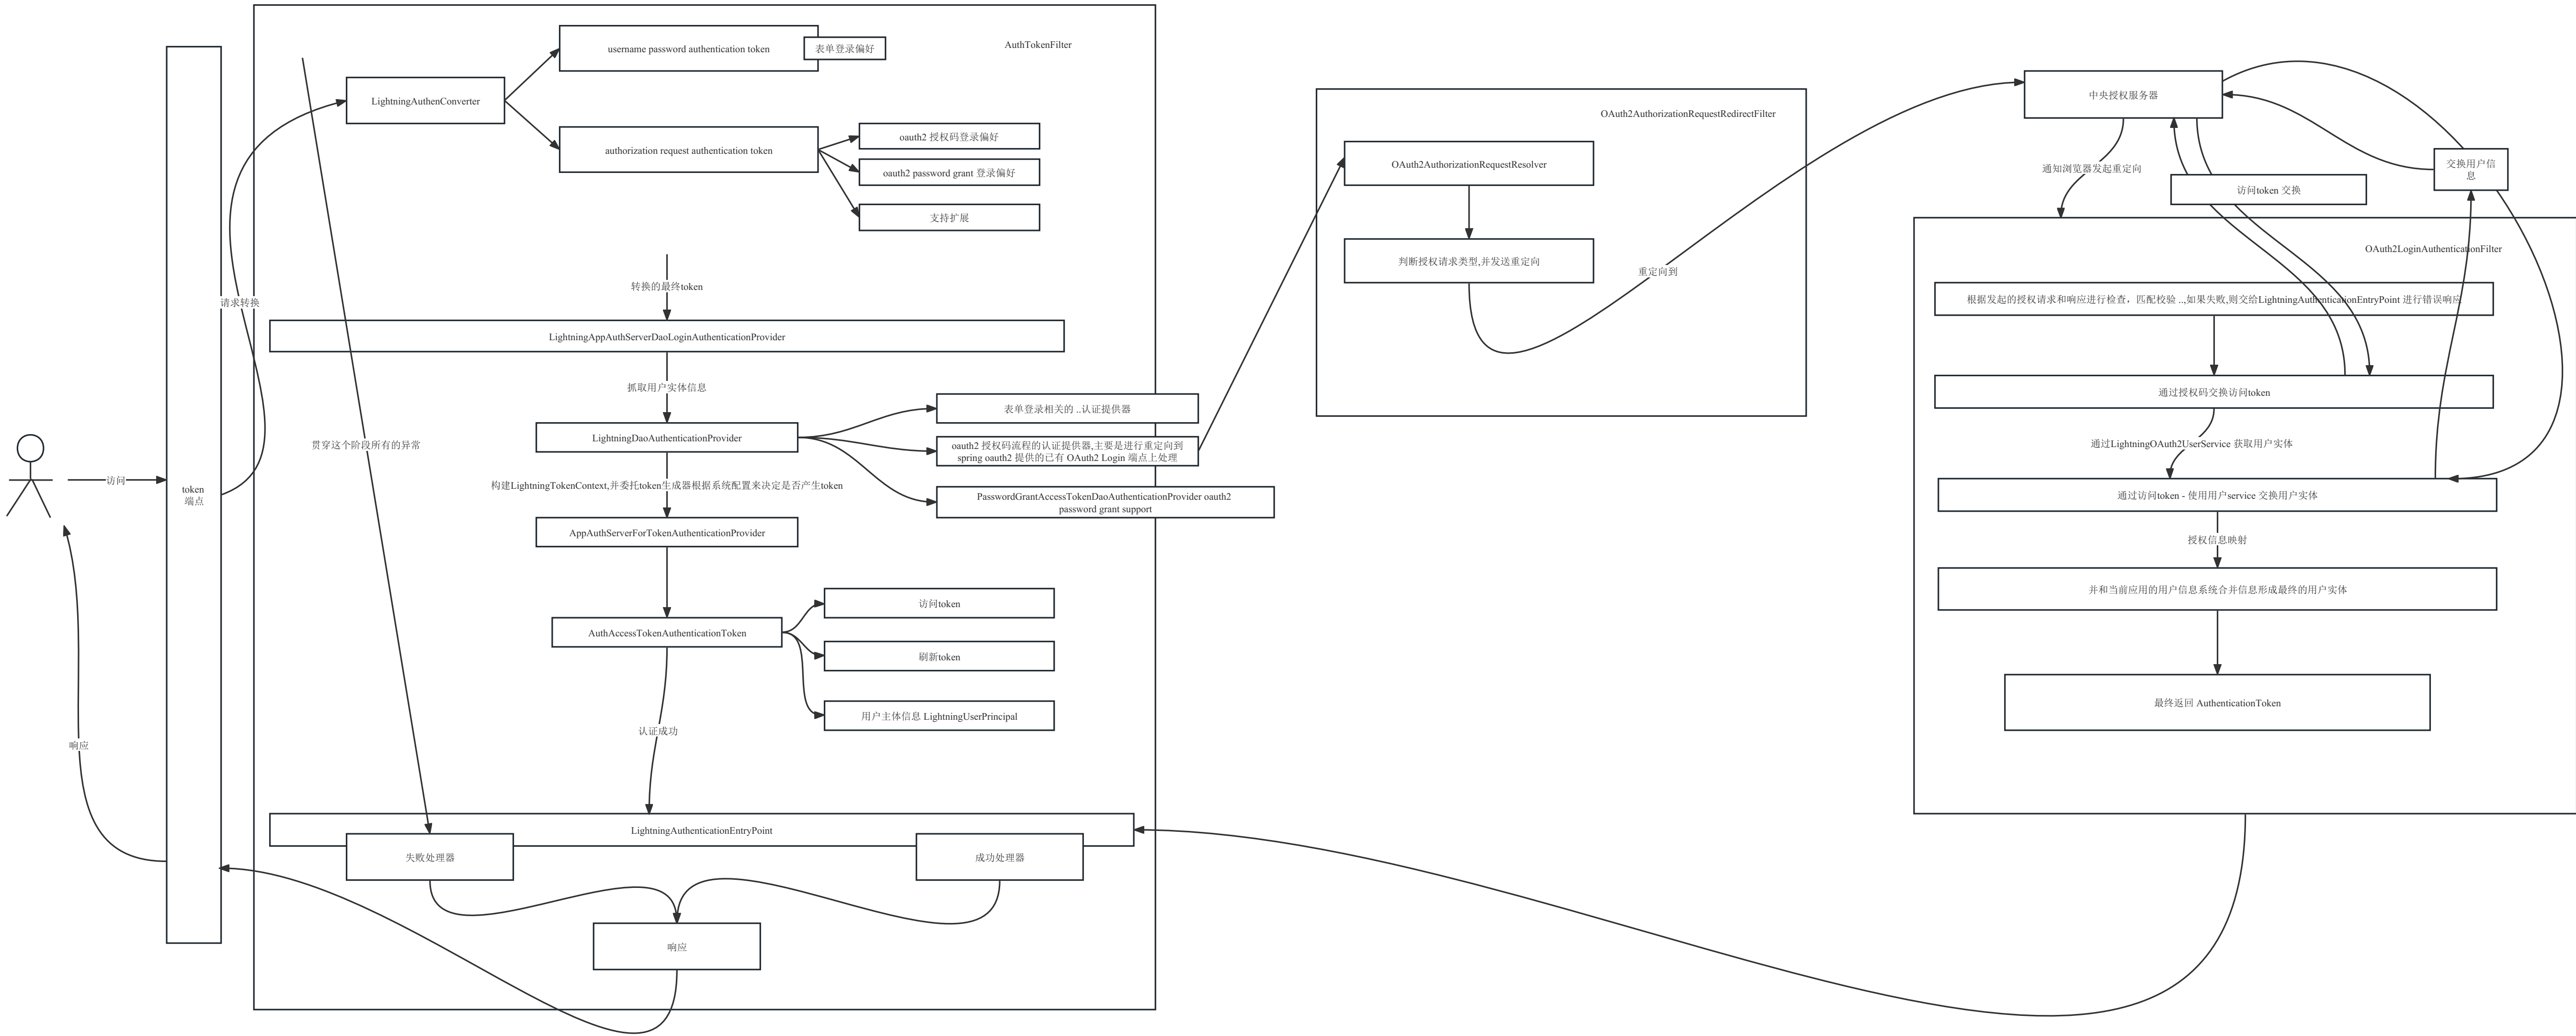 访问
响应
token
端点
请求转换
AuthTokenFilter
LightningAuthenConverter
username password authentication token
表单登录偏好
authorization request authentication token
oauth2 授权码登录偏好
oauth2 password grant 登录偏好
支持扩展
转换的最终token
LightningAppAuthServerDaoLoginAuthenticationProvider
抓取用户实体信息
贯穿这个阶段所有的异常
LightningDaoAuthenticationProvider
表单登录相关的 ..认证提供器
oauth2 授权码流程的认证提供器,主要是进行重定向到
spring oauth2 提供的已有 OAuth2 Login 端点上处理
PasswordGrantAccessTokenDaoAuthenticationProvider oauth2
password grant support
构建LightningTokenContext,并委托token生成器根据系统配置来决定是否产生token
AppAuthServerForTokenAuthenticationProvider
AuthAccessTokenAuthenticationToken
访问token
刷新token
用户主体信息 LightningUserPrincipal
认证成功
LightningAuthenticationEntryPoint
失败处理器
成功处理器
响应
OAuth2AuthorizationRequestRedirectFilter
OAuth2AuthorizationRequestResolver
判断授权请求类型,并发送重定向
重定向到
中央授权服务器
通知浏览器发起重定向
访问token 交换
交换用户信
息
OAuth2LoginAuthenticationFilter
根据发起的授权请求和响应进行检查，匹配校验 ..,如果失败,则交给LightningAuthenticationEntryPoint 进行错误响应
通过授权码交换访问token
通过LightningOAuth2UserService 获取用户实体
通过访问token - 使用用户service 交换用户实体
授权信息映射
并和当前应用的用户信息系统合并信息形成最终的用户实体
最终返回 AuthenticationToken